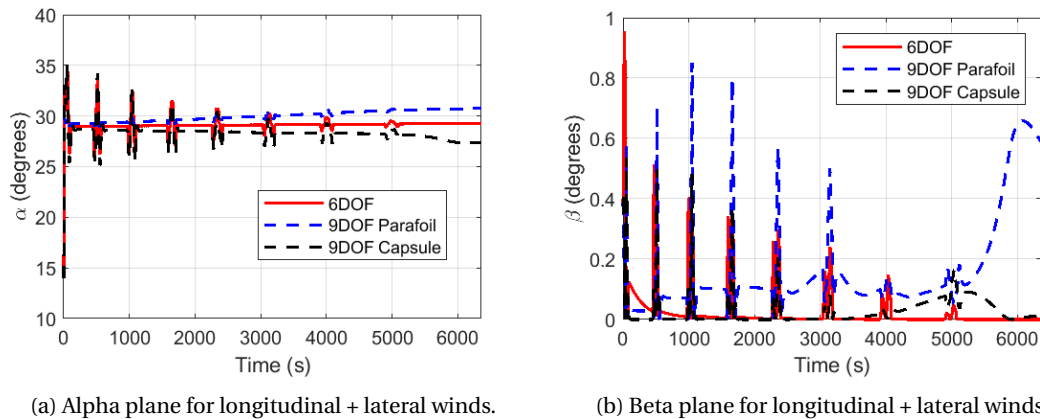 40
35
30
25
20
15
10
α (degrees)
6DOF
9DOF Parafoil
9DOF Capsule
0 1000 2000 3000 4000 5000 6000
Time (s)
(a) Alpha plane for longitudinal + lateral winds.
1
0.8
0.6
0.4
0.2
0
β (degrees)
6DOF
9DOF Parafoil
9DOF Capsule
0 1000 2000 3000 4000 5000 6000
Time (s)
(b) Beta plane for longitudinal + lateral winds